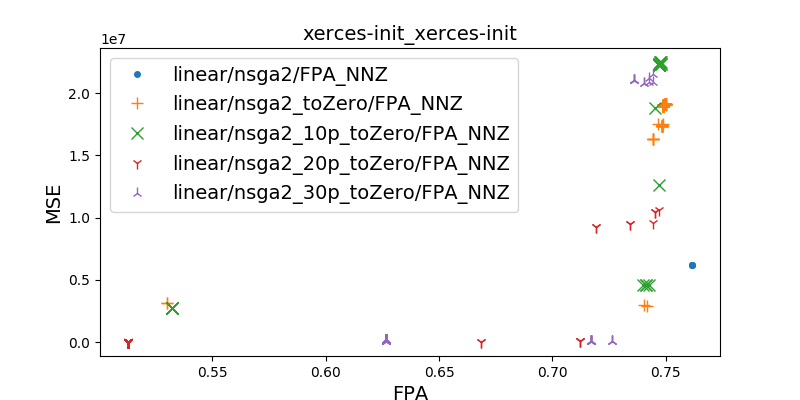 xerces-init_xerces-init
1e7
linear/nsga2/FPA_NNZ
linear/nsga2_toZero/FPA_NNZ
linear/nsga2_10p_toZero/FPA_NNZ
linear/nsga2_20p_toZero/FPA_NNZ
linear/nsga2_30p_toZero/FPA_NNZ
MSE
2.0
1.5
1.0
0.5
0.0
0.55
0.60
0.65
0.70
0.75
FPA